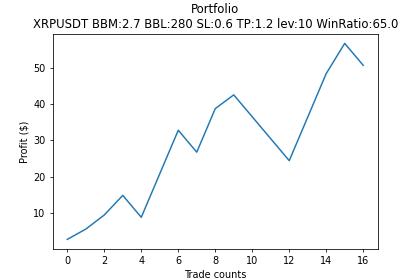 Portfolio
XRPUSDT BBM:2.7 BBL:280 SL:0.6 TP:1.2 lev:10 WinRatio:65.0
50
40
30
20
10
Profit ($)
0 2 4 6 8 10 12 14 16
Trade counts